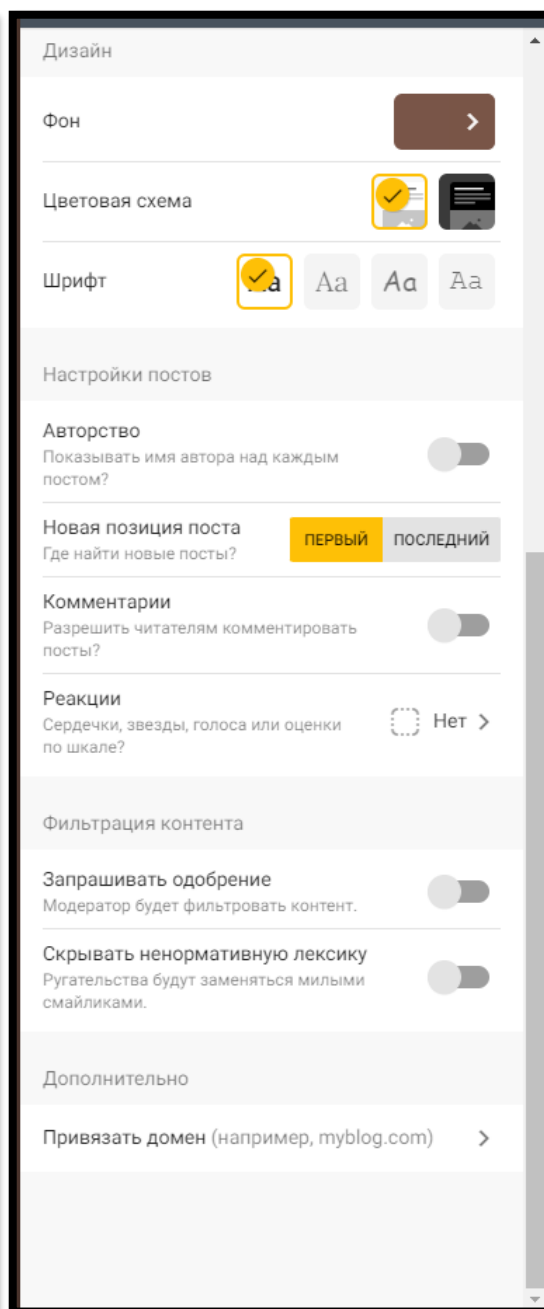 Дизайн
Фон
Цветовая схема
Шрифт
Aa Aa Aa
Настройки постов
Авторство
Показывать имя автора над каждым
постом?
Новая позиция поста
Где найти новые посты?
ПЕРВЫЙ ПОСЛЕДНИЙ
Комментарии
Разрешить читателям комментировать
посты?
Реакции
Сердечки, звезды, голоса или оценки
по шкале?
Нет
Фильтрация контента
Запрашивать одобрение
Модератор будет фильтровать контент.
Скрывать ненормативную лексику
Ругательства будут заменяться милыми
смайликами.
Дополнительно
Привязать домен (например, myblog.com)